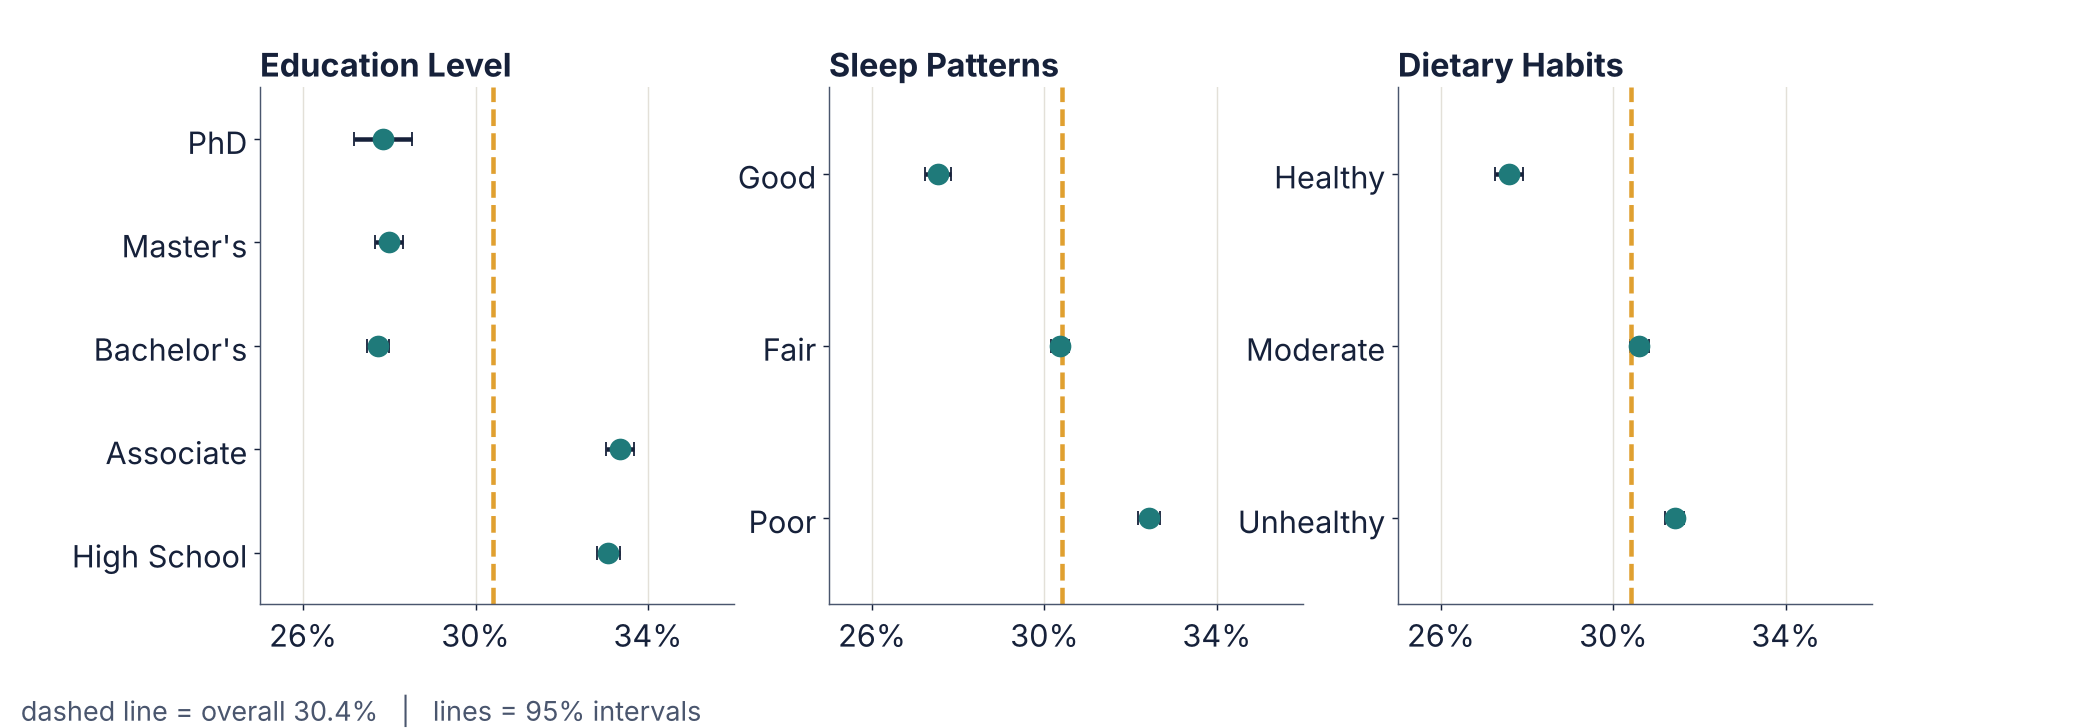 Education Level
PhD
Master's
Bachelor's
Associate
High School
26% 30% 34%
Sleep Patterns
Good
Fair
Poor
26% 30% 34%
Dietary Habits
Healthy
Moderate
Unhealthy
26% 30% 34%
dashed line = overall 30.4% | lines = 95% intervals